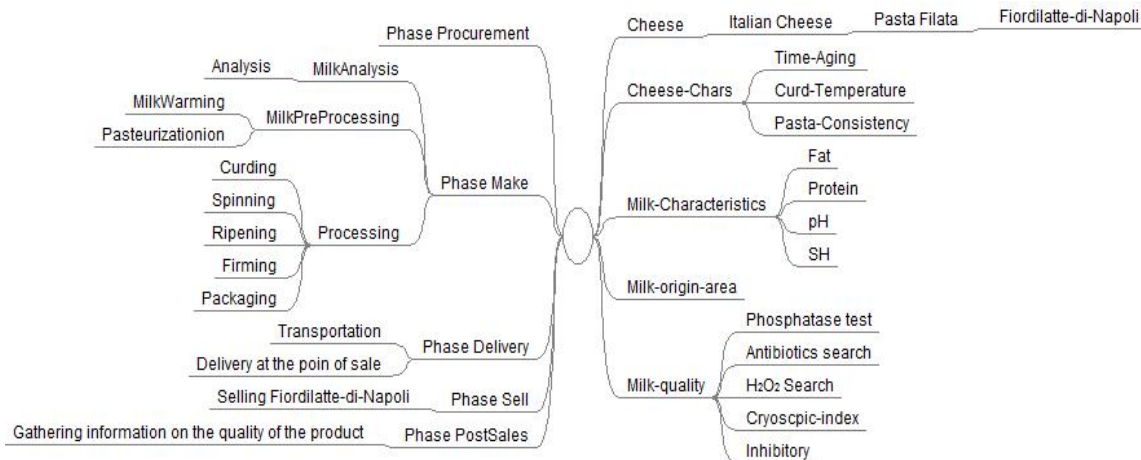 Phase Procurement
Analysis
MilkAnalysis
MilkWarming
Pasteurizationion
MilkPreProcessing
Phase Make
Curding
Spinning
Ripening
Firming
Packaging
Processing
Transportation
Delivery at the poin of sale
Phase Delivery
Selling Fiordilatte-di-Napoli
Phase Sell
Gathering information on the quality of the product
Phase PostSales
Cheese
Italian Cheese
Pasta Filata
Fiordilatte-di-Napoli
Cheese-Chars
Time-Aging
Curd-Temperature
Pasta-Consistency
Milk-Characteristics
Fat
Protein
pH
SH
Milk-origin-area
Milk-quality
Phosphatase test
Antibiotics search
H₂O₂ Search
Cryoscpic-index
Inhibitory